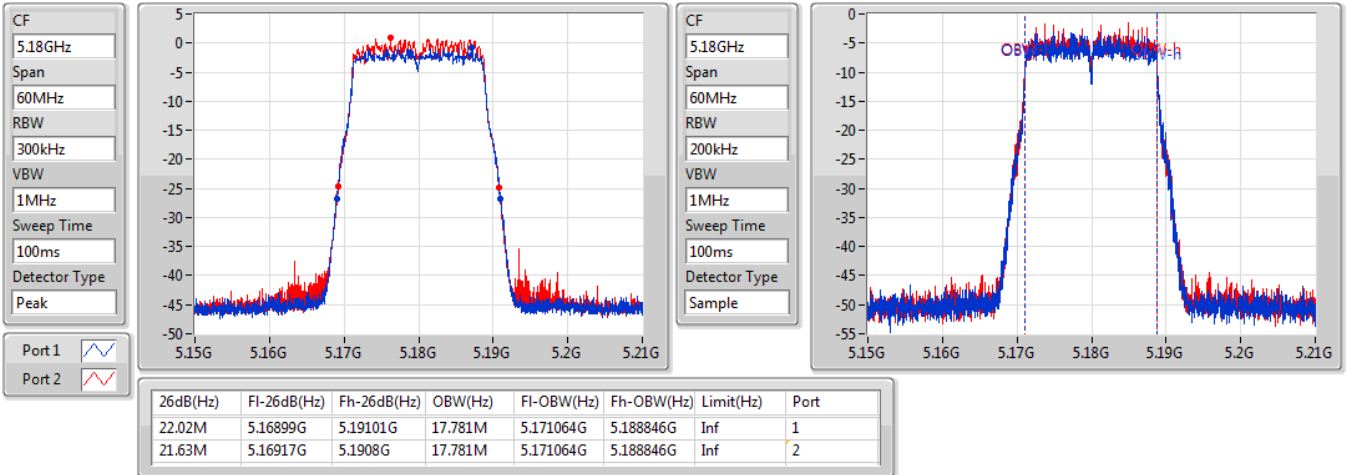 CF
5.18GHz
Span
60MHz
RBW
300kHz
VBW
1MHz
Sweep Time
100ms
Detector Type
Peak
Port 1
Port 2
5
0
-5
-10
-15
-20
-25
-30
-35
-40
-45
-50
5.15G 5.16G 5.17G 5.18G 5.19G 5.2G 5.21G
CF
5.18GHz
Span
60MHz
RBW
200kHz
VBW
1MHz
Sweep Time
100ms
Detector Type
Sample
0
-5
-10
-15
-20
-25
-30
-35
-40
-45
-50
-55
5.15G 5.16G 5.17G 5.18G 5.19G 5.2G 5.21G
26dB(Hz) Fl-26dB(Hz) Fh-26dB(Hz) OBW(Hz) Fl-OBW(Hz) Fh-OBW(Hz) Limit(Hz) Port
22.02M 5.16899G 5.19101G 17.781M 5.171064G 5.188846G Inf 1
21.63M 5.16917G 5.1908G 17.781M 5.171064G 5.188846G Inf 2